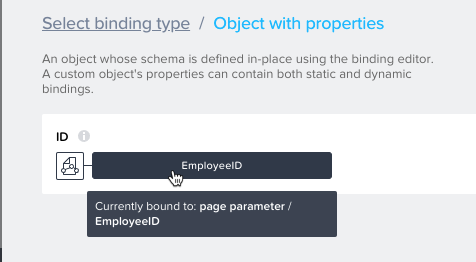 Select binding type / Object with properties
An object whose schema is defined in-place using the binding editor.
A custom object's properties can contain both static and dynamic
bindings.
ID
EmployeeID
Currently bound to: page parameter /
EmployeeID